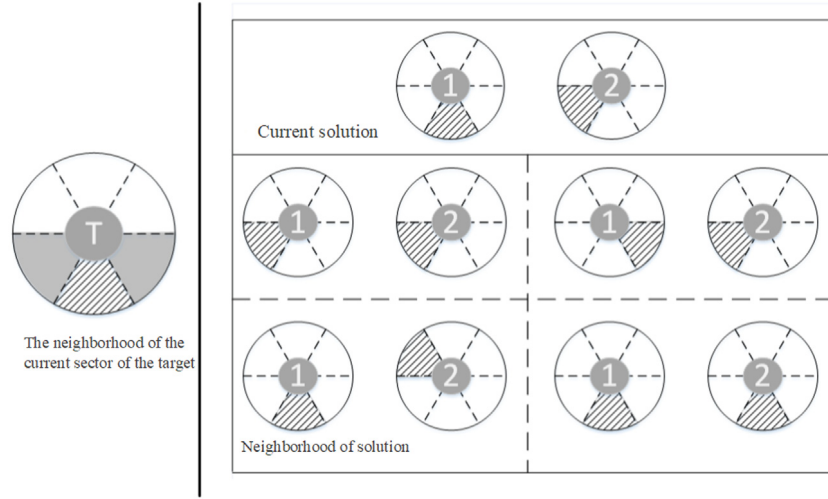 T
The neighborhood of the
current sector of the target
1 2
Current solution
1 2 1 2
1 2 1 2
Neighborhood of solution